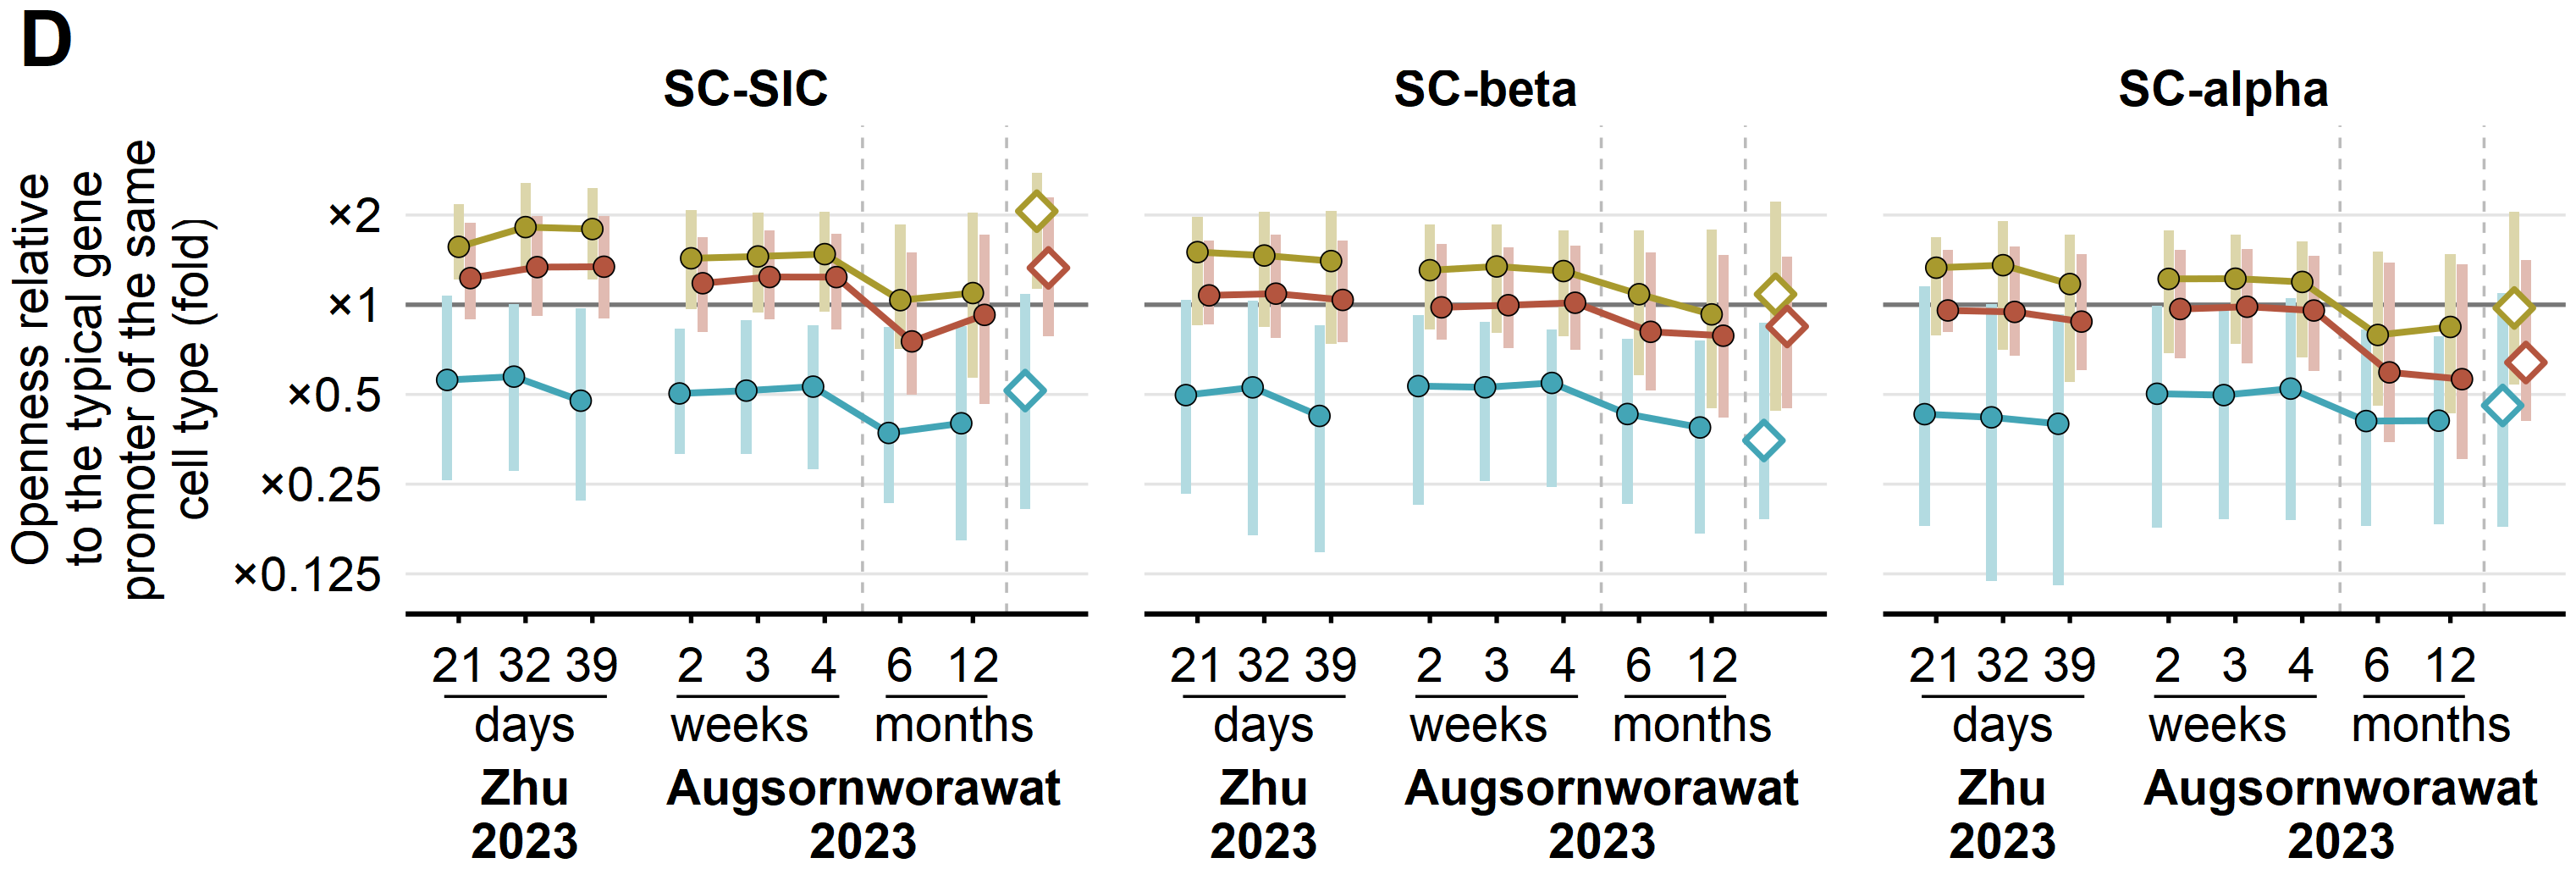 D
SC-SIC SC-beta SC-alpha
Openness relative
to the typical gene
promoter of the same
cell type (fold)
×2
×1
×0.5
×0.25
×0.125
21 32 39 2 3 4 6 12 21 32 39 2 3 4 6 12 21 32 39 2 3 4 6 12
days weeks months days weeks months days weeks months
Zhu Augsornworawat Zhu Augsornworawat Zhu Augsornworawat
2023 2023 2023 2023 2023 2023